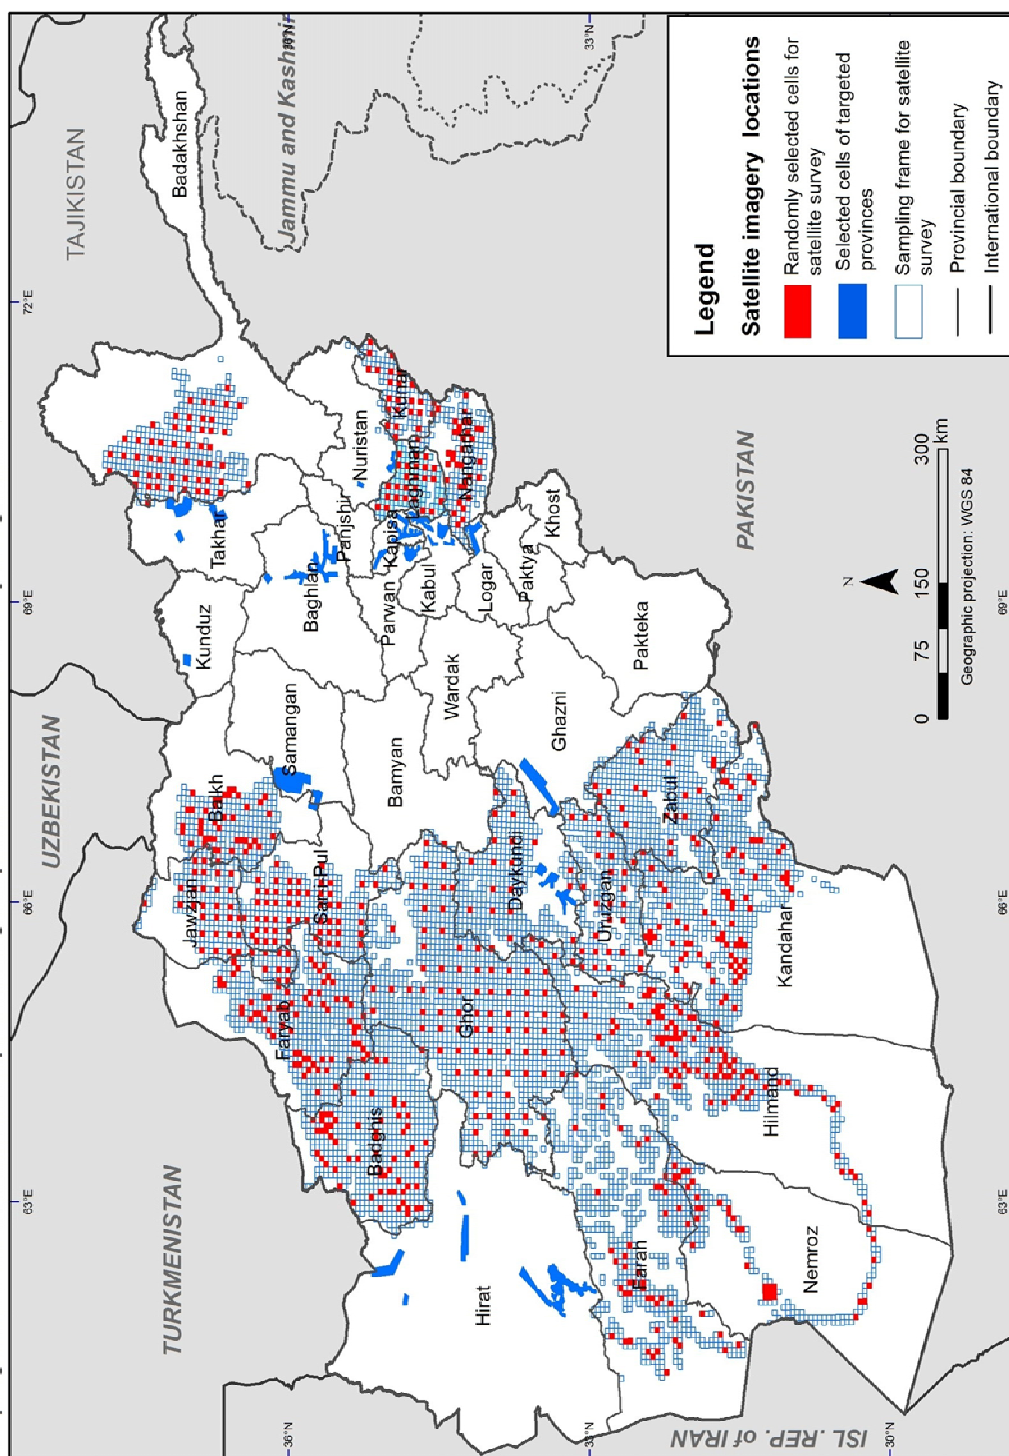 TAJIKISTAN
UZBEKISTAN
TURKMENISTAN
PAKISTAN
ISL. REP. of IRAN
Jammu and Kashmir
63°E
66°E
69°E
72°E
36°N
33°N
30°N
33°N
63°E
66°E
69°E
Badakhshan
Takhar
Kunduz
Baghlan
Panjshir
Nuristan
Kunar
Laghman
Nangarhar
Kapisa
Parwan
Kabul
Logar
Paktya
Khost
Pakteka
Wardak
Ghazni
Bamyan
Samangan
Balkh
Jawzjan
Sari Pul
Faryab
Badghis
Ghor
Daykundi
Uruzgan
Zabul
Kandahar
Hilmand
Nemroz
Farah
Hirat
N
0 75 150 300
km
Geographic projection: WGS 84
Legend
Satellite imagery locations
Randomly selected cells for
satellite survey
Selected cells of targeted
provinces
Sampling frame for satellite
survey
Provincial boundary
International boundary